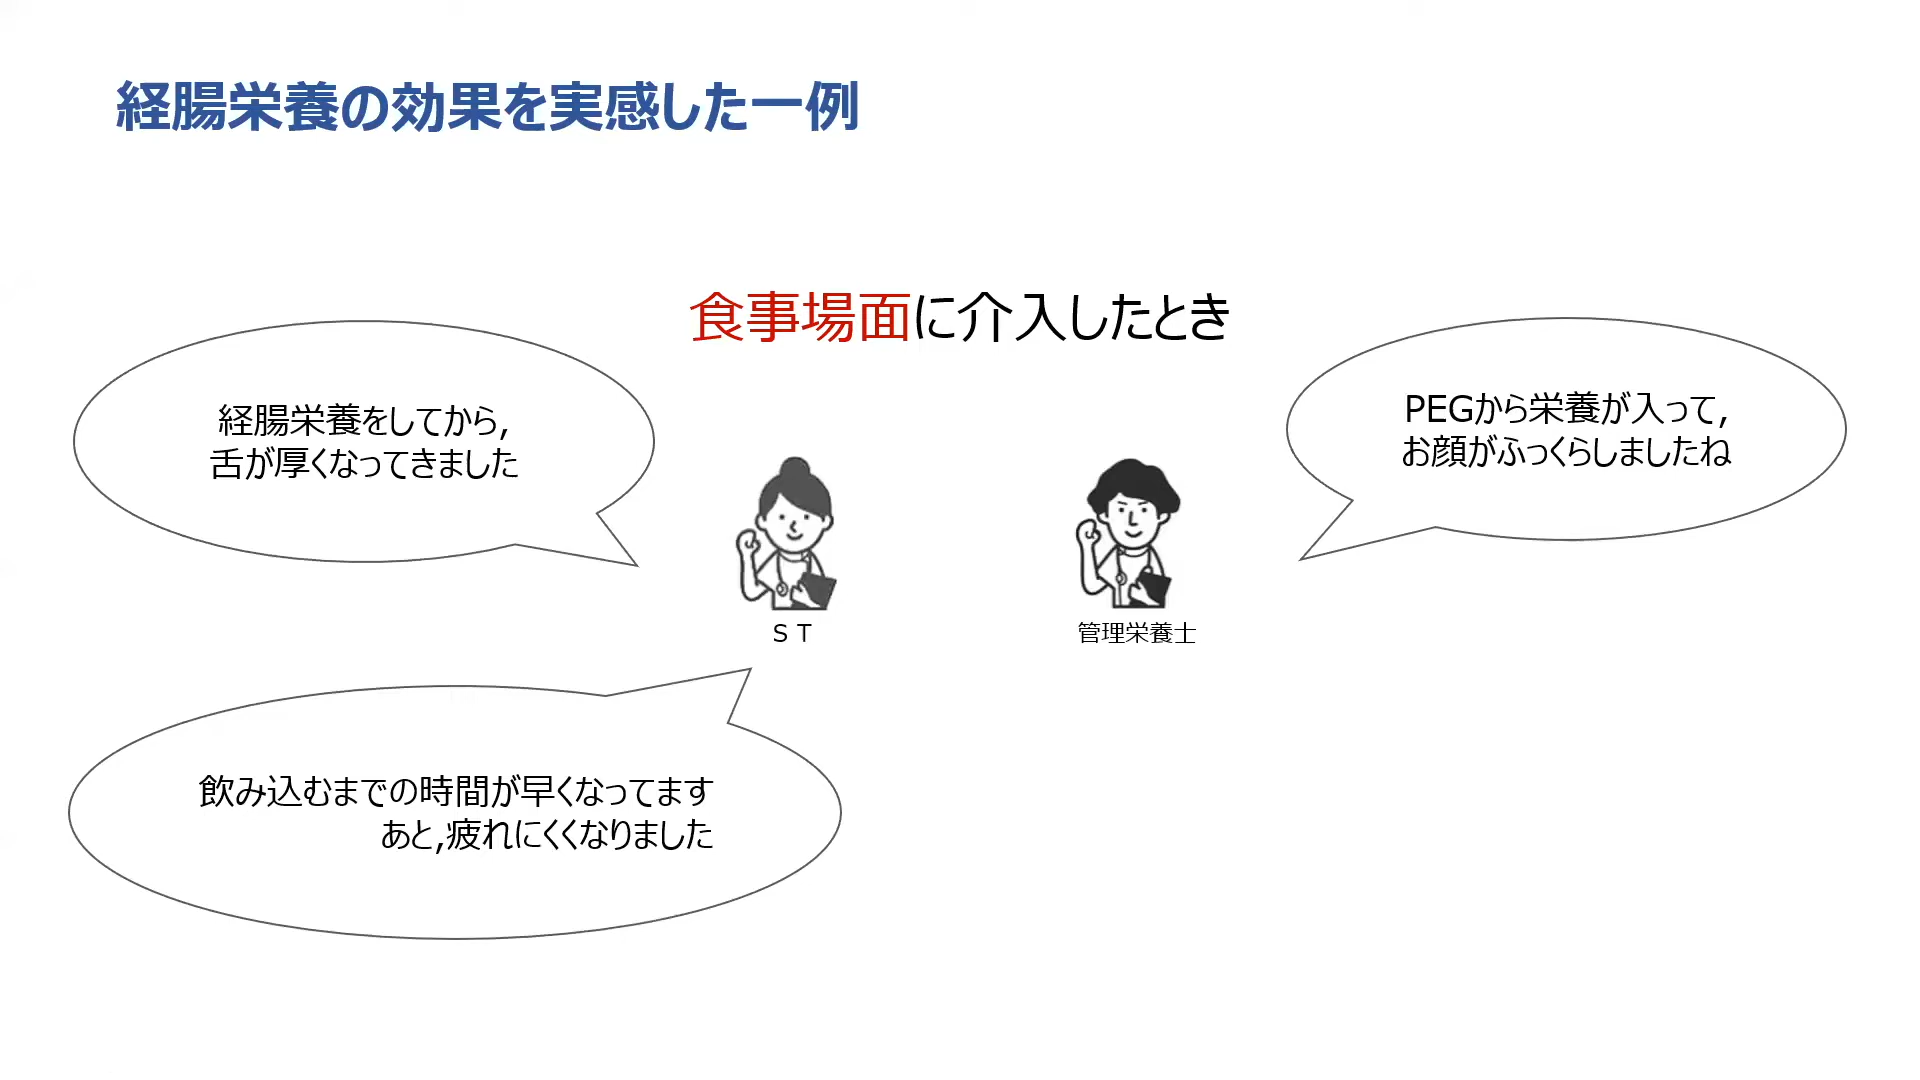 経腸栄養の効果を実感した一例
食事場面に介入したとき
経腸栄養をしてから,
舌が厚くなってきました
PEGから栄養が入って,
お顔がふっくらしましたね
ＳＴ
管理栄養士
飲み込むまでの時間が早くなってます
あと,疲れにくくなりました